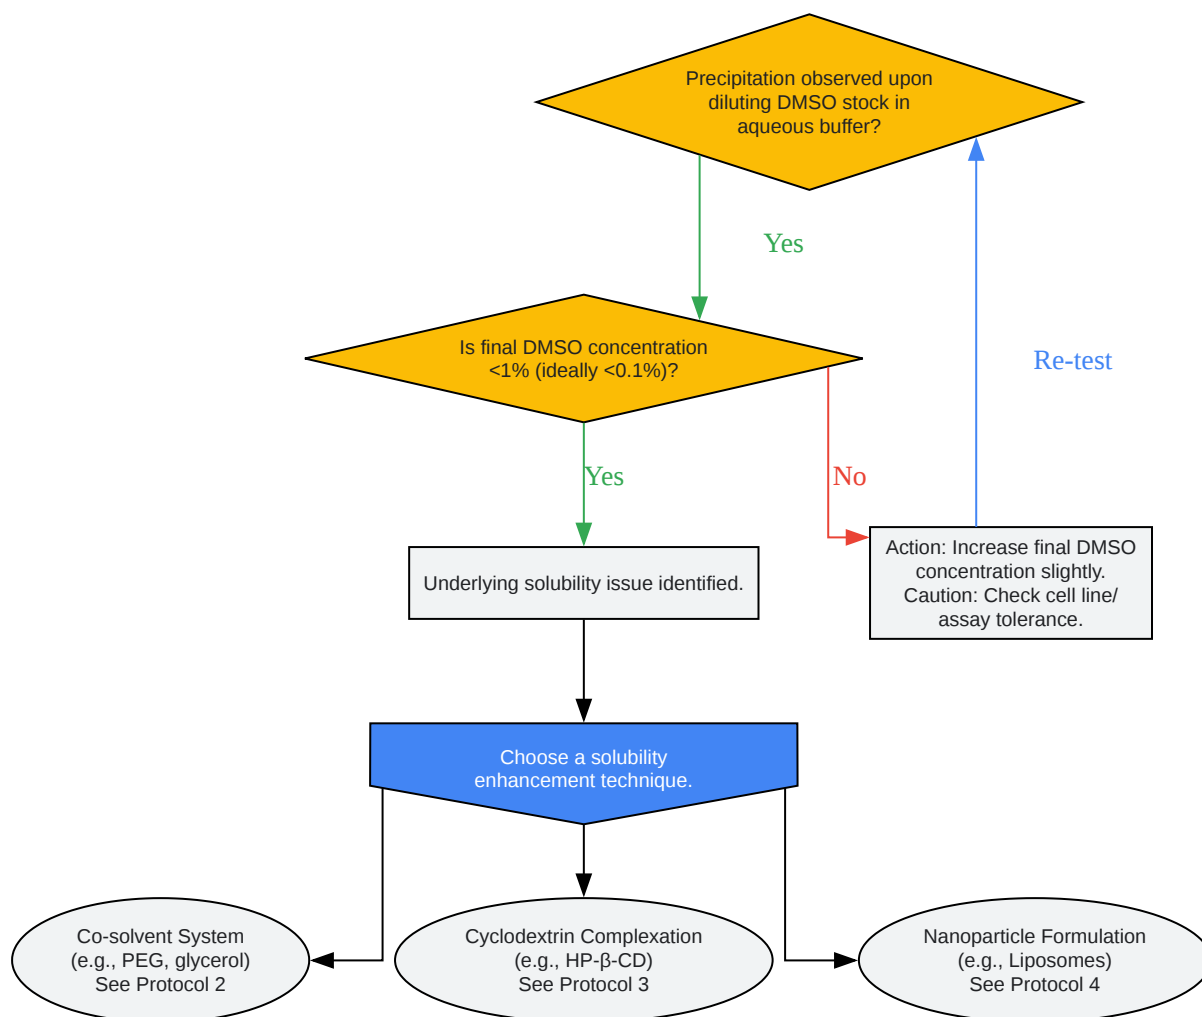 Precipitation observed upon
diluting DMSO stock in
aqueous buffer?
Yes
Is final DMSO concentration
<1% (ideally <0.1%)?
Re-test
Yes
No
Action: Increase final DMSO
concentration slightly.
Caution: Check cell line/
assay tolerance.
Underlying solubility issue identified.
Choose a solubility
enhancement technique.
Co-solvent System
(e.g., PEG, glycerol)
See Protocol 2
Cyclodextrin Complexation
(e.g., HP-β-CD)
See Protocol 3
Nanoparticle Formulation
(e.g., Liposomes)
See Protocol 4